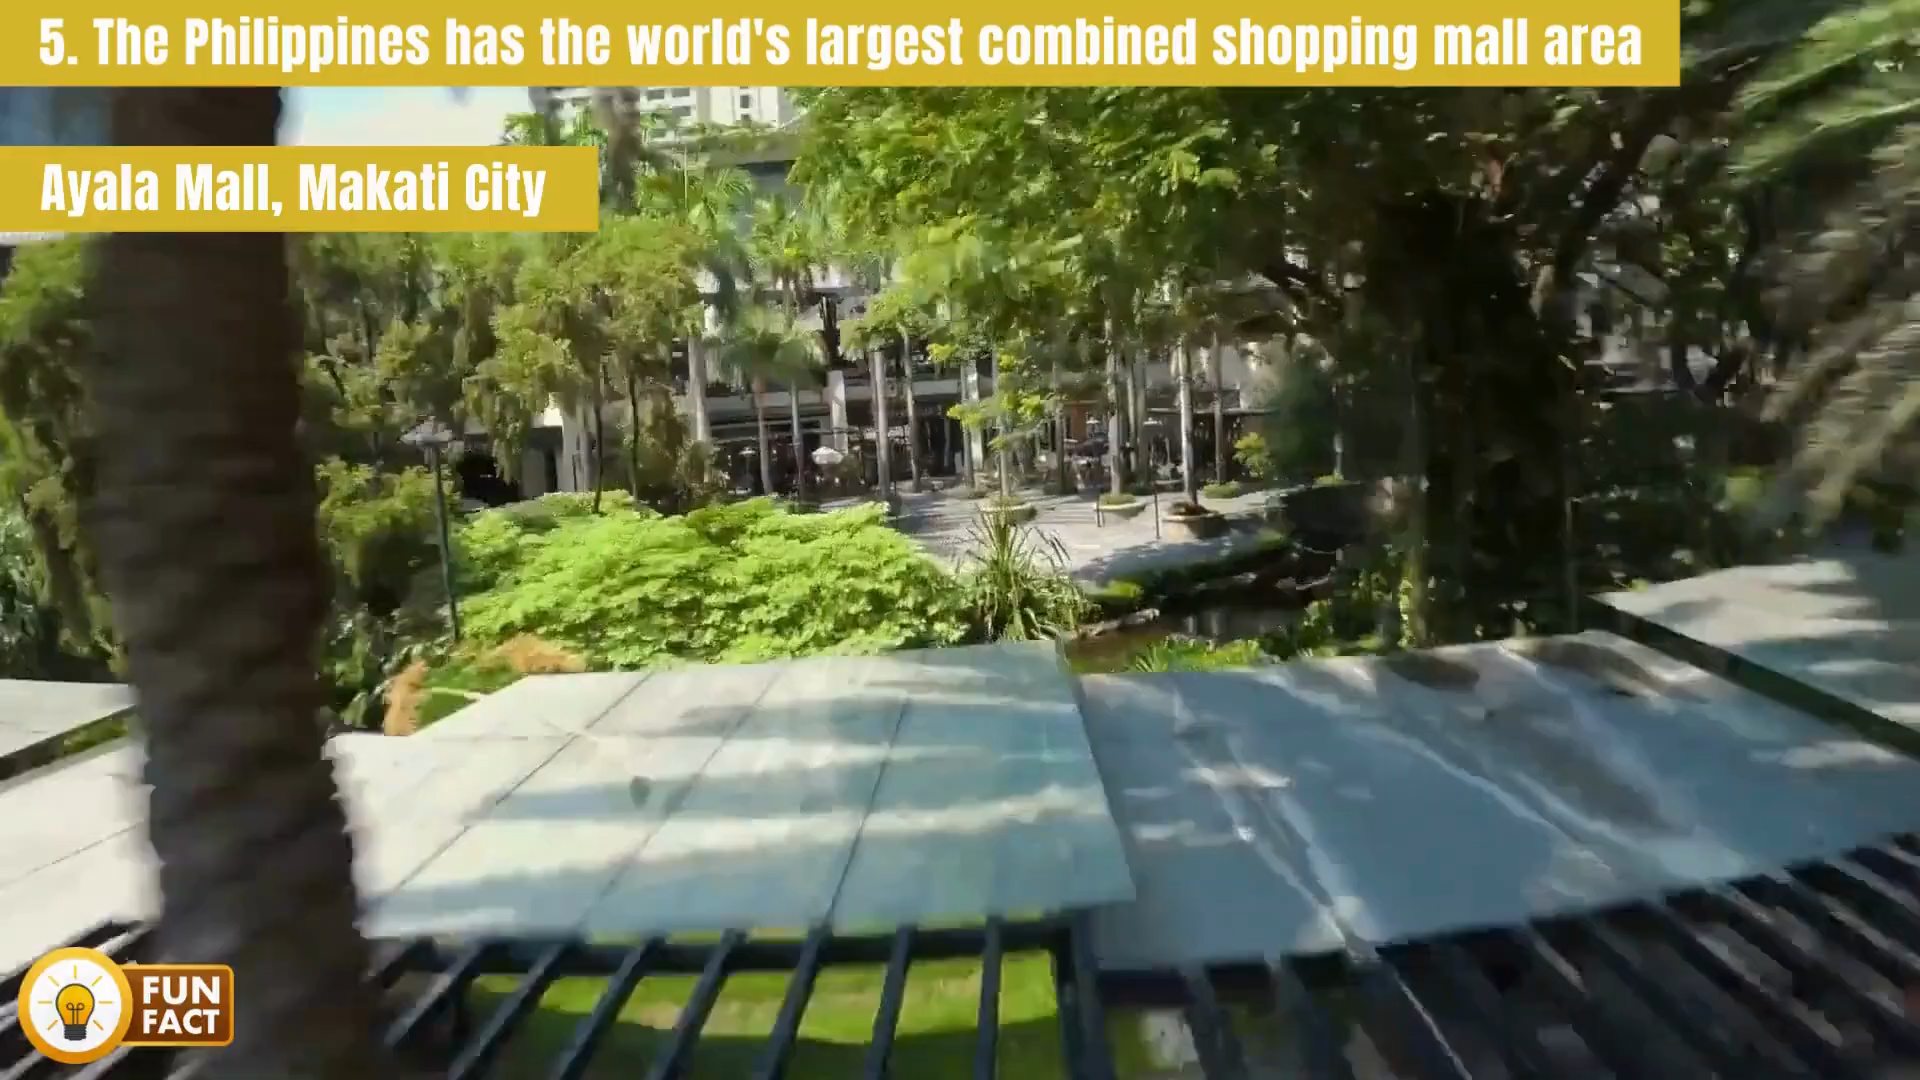 5. The Philippines has the world's largest combined shopping mall area
Ayala Mall, Makati City
FUN
FACT